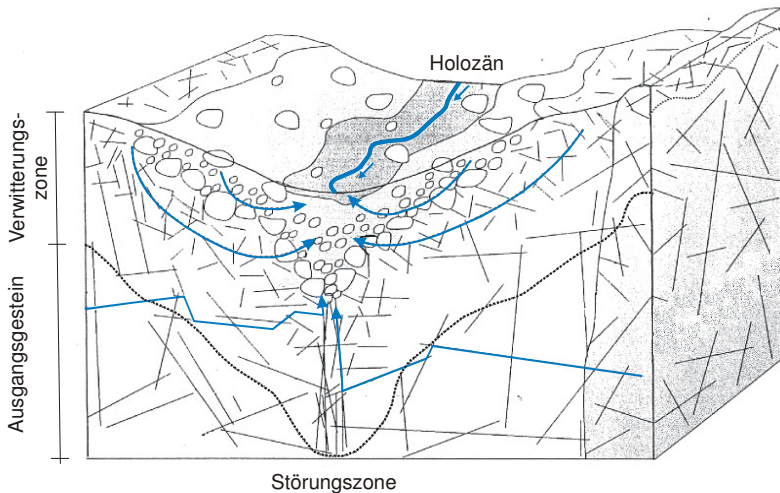 Holozän
Verwitterungs-
zone
Ausgangsgestein
Störungszone